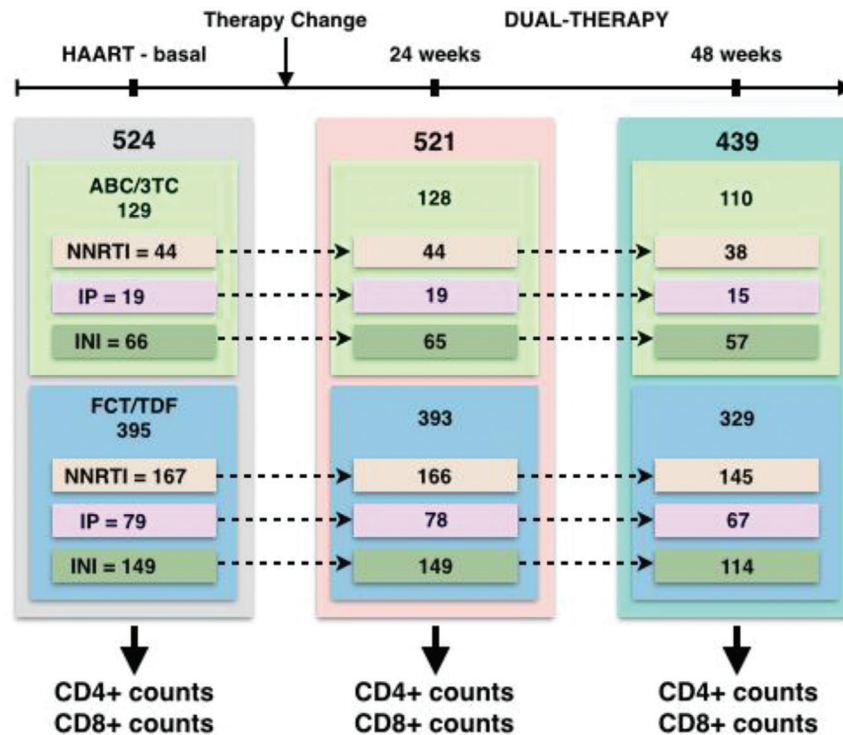 Therapy Change
DUAL-THERAPY
HAART - basal
24 weeks
48 weeks
524
521
439
ABC/3TC
129
128
110
NNRTI = 44
44
38
IP = 19
19
15
INI = 66
65
57
FCT/TDF
395
393
329
NNRTI = 167
166
145
IP = 79
78
67
INI = 149
149
114
CD4+ counts
CD8+ counts
CD4+ counts
CD8+ counts
CD4+ counts
CD8+ counts